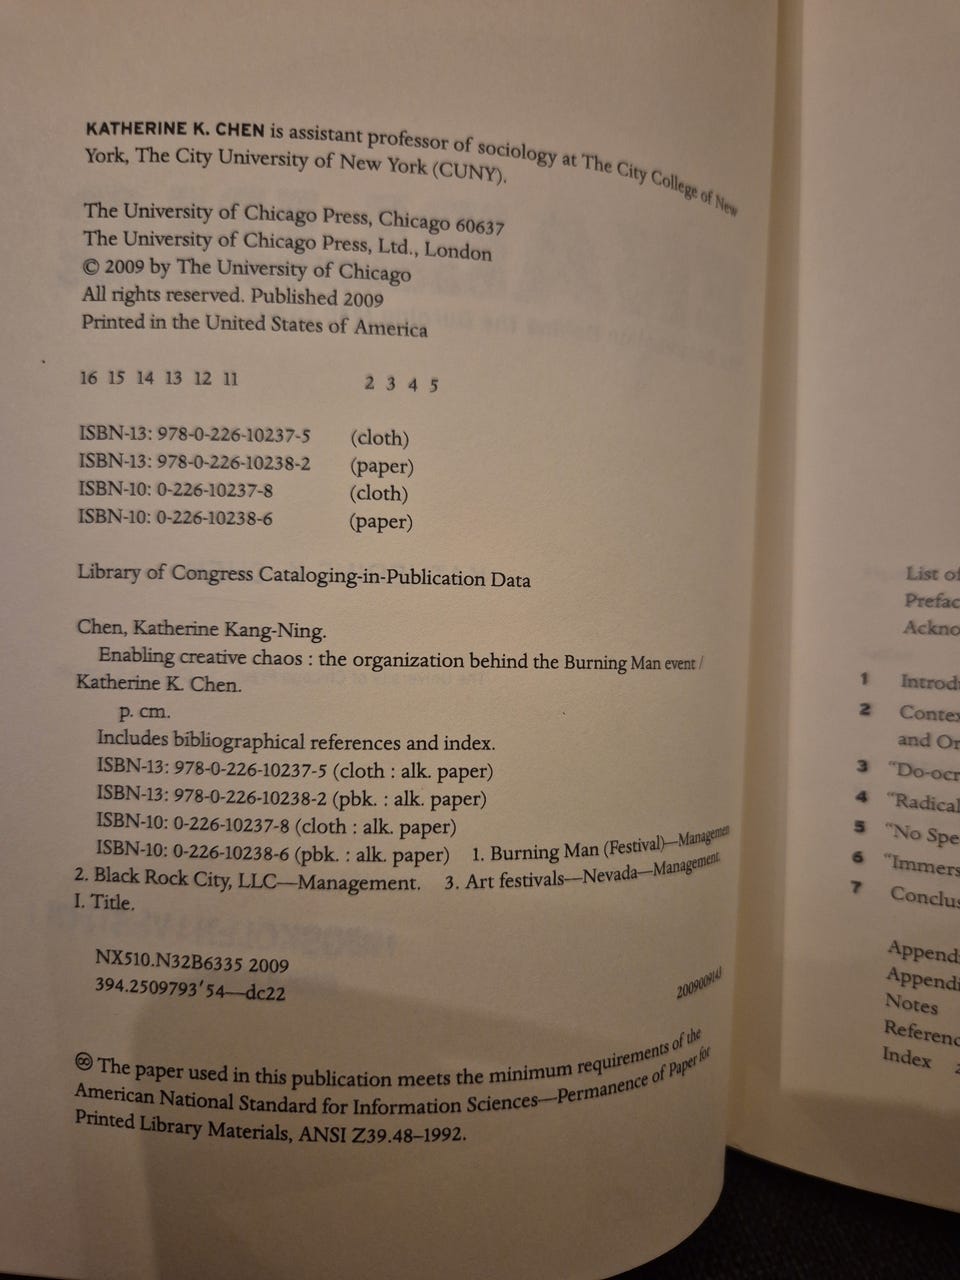 KATHERINE K. CHEN is assistant professor of sociology at The City College of New
York, The City University of New York (CUNY).
The University of Chicago Press, Chicago 60637
The University of Chicago Press, Ltd., London
© 2009 by The University of Chicago
All rights reserved. Published 2009
Printed in the United States of America
16 15 14 13 12 11 2 3 4 5
ISBN-13: 978-0-226-10237-5 (cloth)
ISBN-13: 978-0-226-10238-2 (paper)
ISBN-10: 0-226-10237-8 (cloth)
ISBN-10: 0-226-10238-6 (paper)
Library of Congress Cataloging-in-Publication Data
Chen, Katherine Kang-Ning.
Enabling creative chaos : the organization behind the Burning Man event /
Katherine K. Chen.
p. cm.
Includes bibliographical references and index.
ISBN-13: 978-0-226-10237-5 (cloth : alk. paper)
ISBN-13: 978-0-226-10238-2 (pbk. : alk. paper)
ISBN-10: 0-226-10237-8 (cloth : alk. paper)
ISBN-10: 0-226-10238-6 (pbk. : alk. paper) 1. Burning Man (Festival)—Managemen
2. Black Rock City, LLC—Management. 3. Art festivals—Nevada—Management.
I. Title.
NX510.N32B6335 2009
394.2509793'54—dc22
2009009143
♾ The paper used in this publication meets the minimum requirements of the
American National Standard for Information Sciences—Permanence of Paper for
Printed Library Materials, ANSI Z39.48–1992.
List of
Prefac
Ackno
1 Introd
2 Contex
and Or
3 "Do-ocr
4 "Radical
5 "No Spe
6 "Immers
7 Conclus
Append
Appendi
Notes
Referenc
Index 2